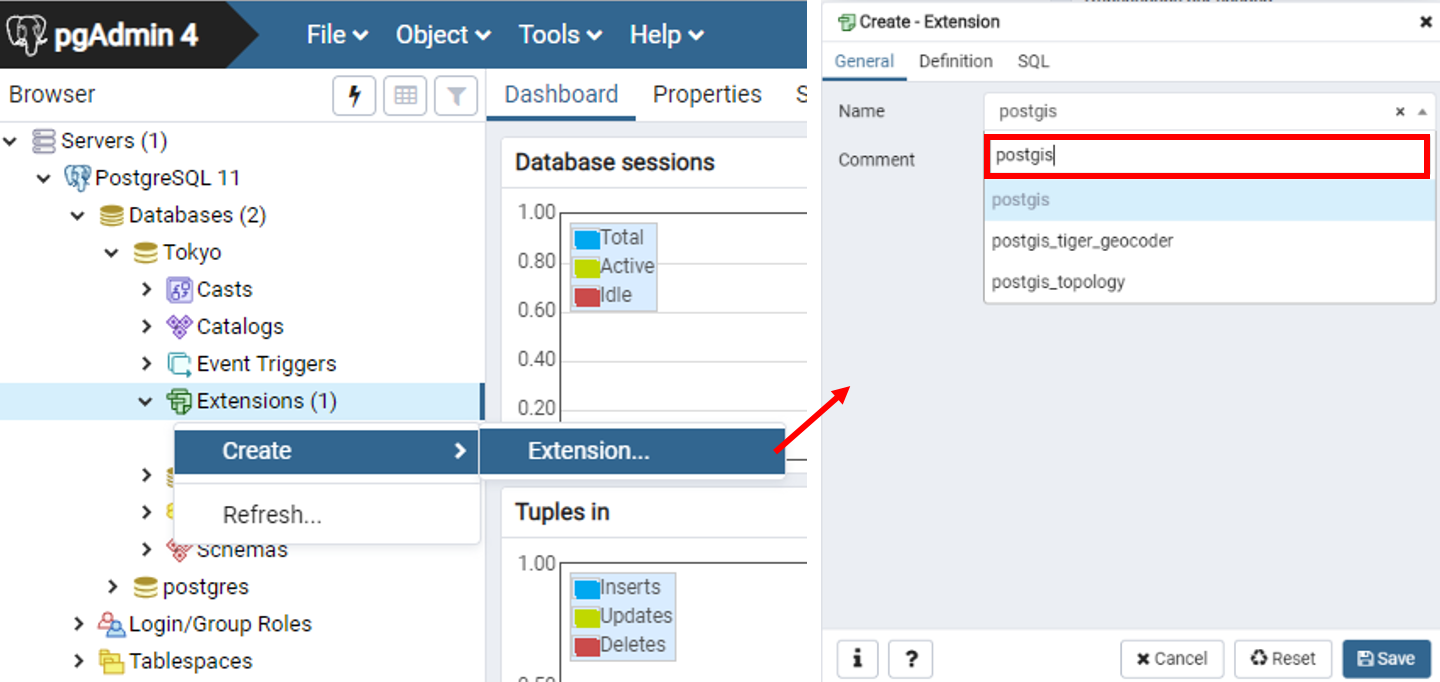 pgAdmin 4
File
Object
Tools
Help
Browser
Dashboard
Properties
S
Servers (1)
PostgreSQL 11
Databases (2)
Tokyo
Casts
Catalogs
Event Triggers
Extensions (1)
Create
Extension...
Refresh...
Schemas
postgres
Login/Group Roles
Tablespaces
Database sessions
1.00
0.80
0.60
0.40
0.20
Total
Active
Idle
Tuples in
1.00
Inserts
Updates
Deletes
Create - Extension
General
Definition
SQL
Name
postgis
Comment
postgis
postgis
postgis_tiger_geocoder
postgis_topology
i
?
Cancel
Reset
Save